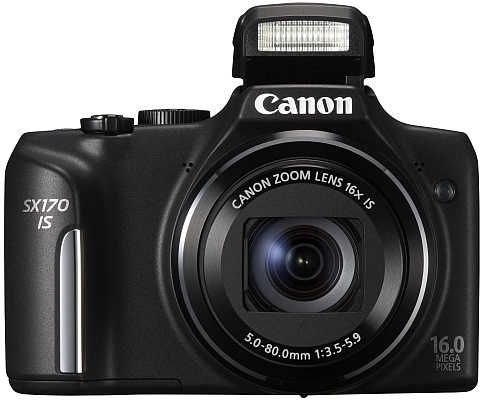 Canon
CANON ZOOM LENS 16x IS
SX170
IS
5.0-80.0mm 1:3.5-5.9
16.0
MEGA
PIXELS